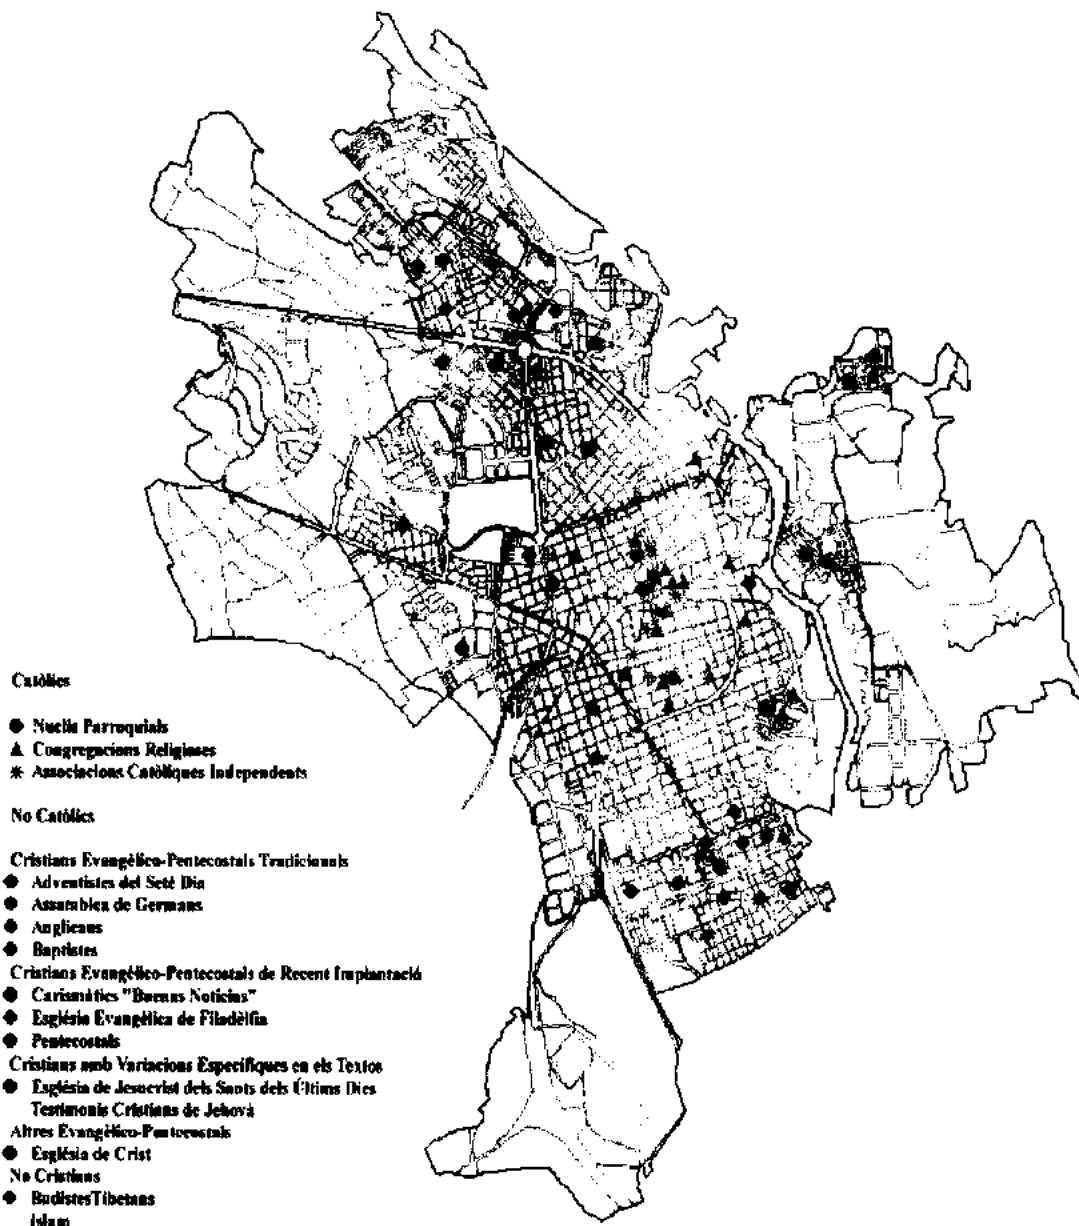 Catòlics
Nuclis Parroquials
Congregacions Religioses
Associacions Catòliques Independents
No Catòlics
Cristians Evangèlico-Pentecostals Tradicionals
Adventistes del Setè Dia
Assemblea de Germans
Anglicans
Baptistes
Cristians Evangèlico-Pentecostals de Recent Implantació
Carismàtics "Buenas Noticias"
Església Evangèlica de Filadèlfia
Pentecostals
Cristians amb Variacions Específiques en els Textos
Església de Jesucrist dels Sants dels Últims Dies
Testimonis Cristians de Jehovà
Altres Evangèlico-Pentecostals
Església de Crist
No Cristians
Budistes Tibetans
Islam